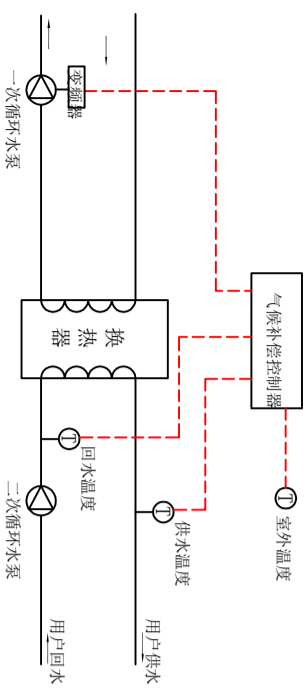 变频器
一次循环水泵
气候补偿控制器
换热器
T
回水温度
T
供水温度
T
室外温度
二次循环水泵
用户供水
用户回水